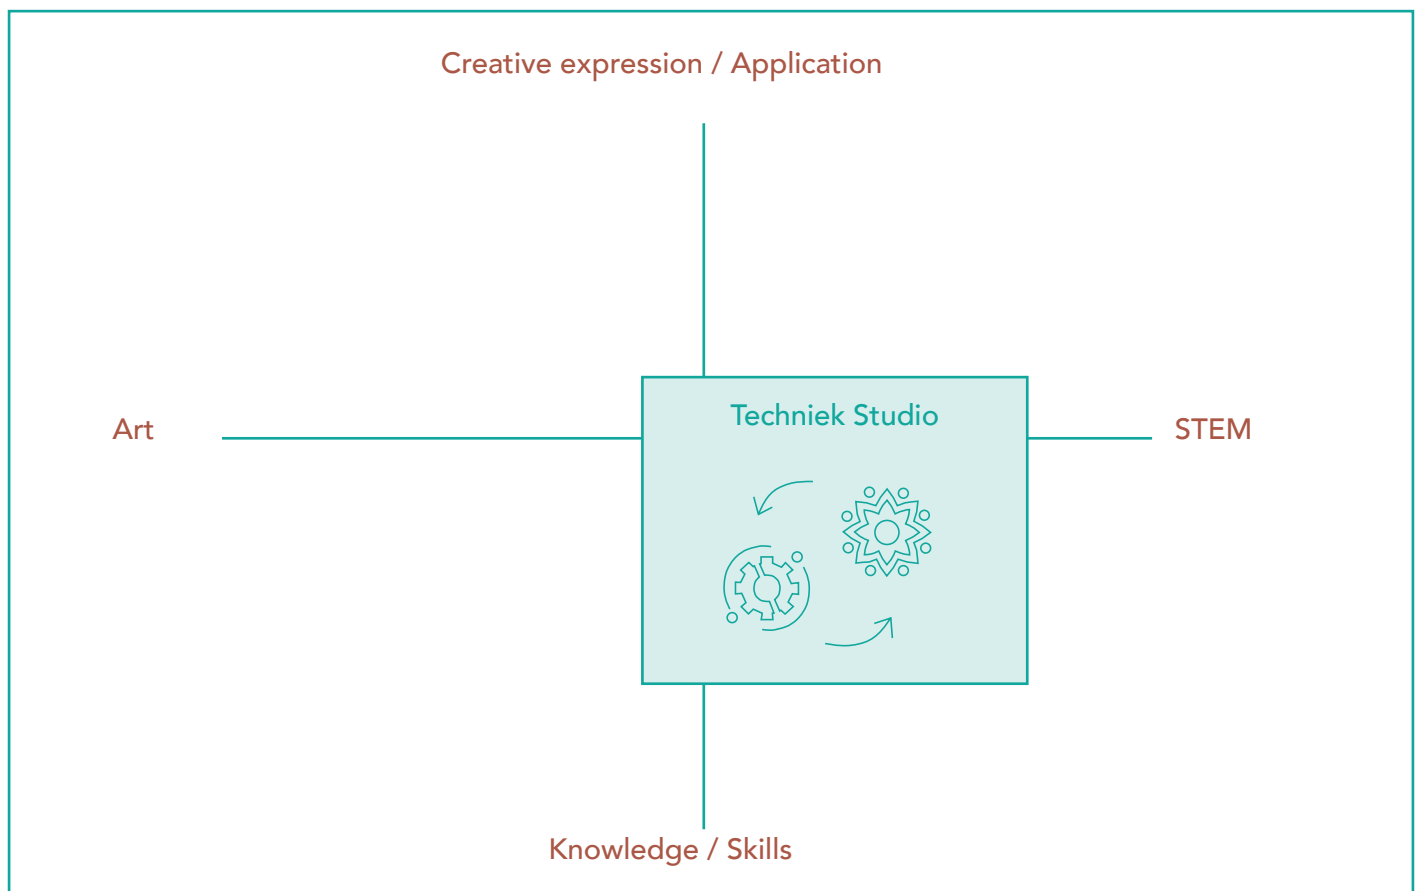 Creative expression / Application
Techniek Studio
Art
STEM
Knowledge / Skills